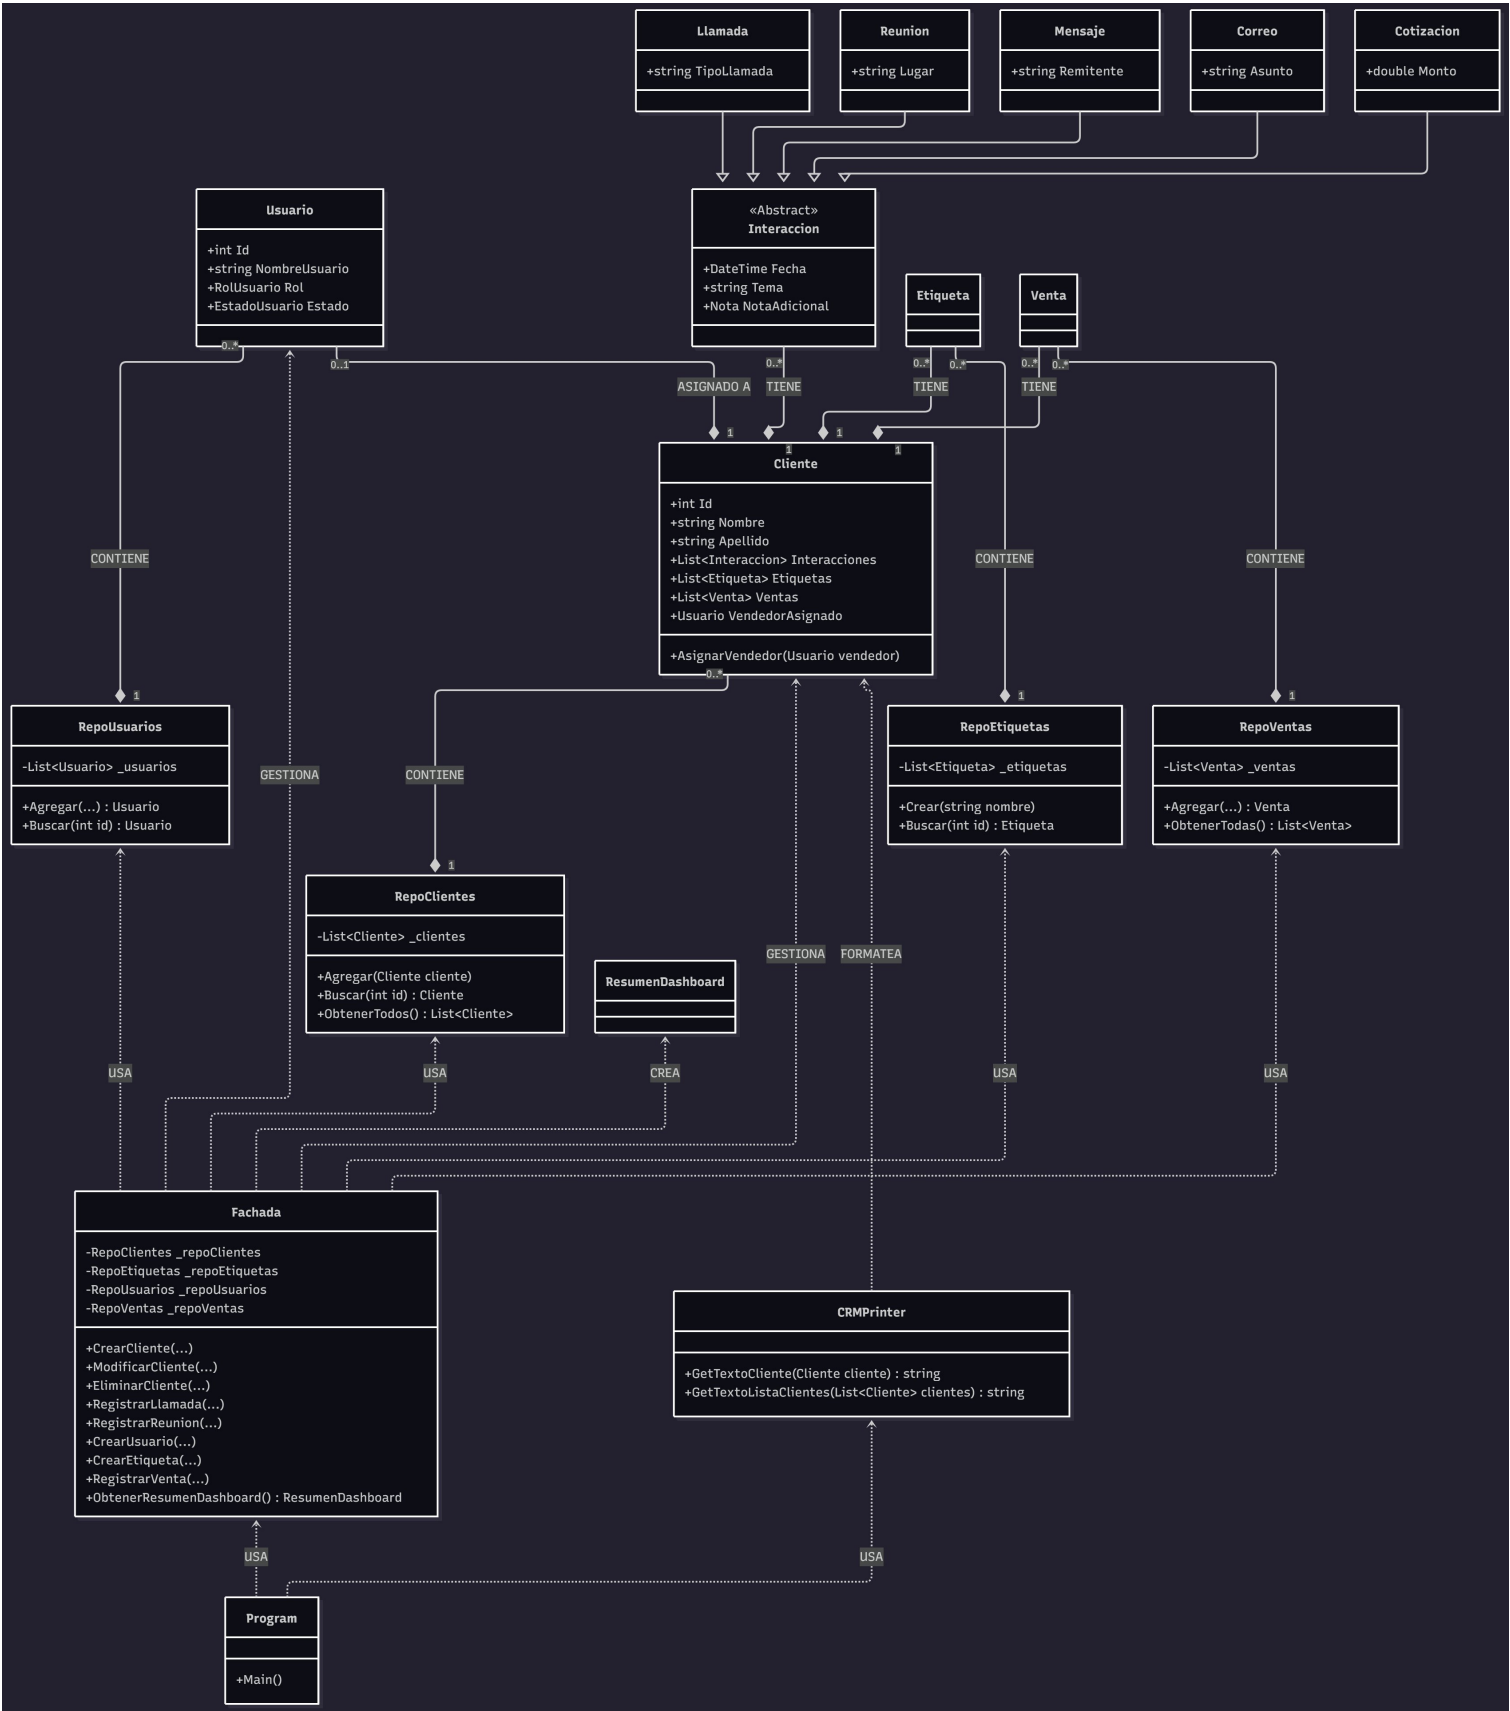 Llamada
+string TipoLlamada
Reunion
+string Lugar
Mensaje
+string Remitente
Correo
+string Asunto
Cotizacion
+double Monto
Usuario
+int Id
+string NombreUsuario
+RolUsuario Rol
+EstadoUsuario Estado
«Abstract»
Interaccion
+DateTime Fecha
+string Tema
+Nota NotaAdicional
Etiqueta
Venta
0..*
0..1
0..*
0..*
0..*
0..*
0..*
ASIGNADO A
TIENE
TIENE
TIENE
1
1
1
1
Cliente
+int Id
+string Nombre
+string Apellido
+List<Interaccion> Interacciones
+List<Etiqueta> Etiquetas
+List<Venta> Ventas
+Usuario VendedorAsignado
+AsignarVendedor(Usuario vendedor)
0..*
CONTIENE
CONTIENE
CONTIENE
1
1
1
RepoUsuarios
-List<Usuario> _usuarios
+Agregar(...) : Usuario
+Buscar(int id) : Usuario
GESTIONA
CONTIENE
RepoEtiquetas
-List<Etiqueta> _etiquetas
+Crear(string nombre)
+Buscar(int id) : Etiqueta
RepoVentas
-List<Venta> _ventas
+Agregar(...) : Venta
+ObtenerTodas() : List<Venta>
1
RepoClientes
-List<Cliente> _clientes
+Agregar(Cliente cliente)
+Buscar(int id) : Cliente
+ObtenerTodos() : List<Cliente>
ResumenDashboard
GESTIONA
FORMATEA
USA
USA
CREA
USA
USA
Fachada
-RepoClientes _repoClientes
-RepoEtiquetas _repoEtiquetas
-RepoUsuarios _repoUsuarios
-RepoVentas _repoVentas
+CrearCliente(...)
+ModificarCliente(...)
+EliminarCliente(...)
+RegistrarLlamada(...)
+RegistrarReunion(...)
+CrearUsuario(...)
+CrearEtiqueta(...)
+RegistrarVenta(...)
+ObtenerResumenDashboard() : ResumenDashboard
CRMPrinter
+GetTextoCliente(Cliente cliente) : string
+GetTextoListaClientes(List<Cliente> clientes) : string
USA
USA
Program
+Main()